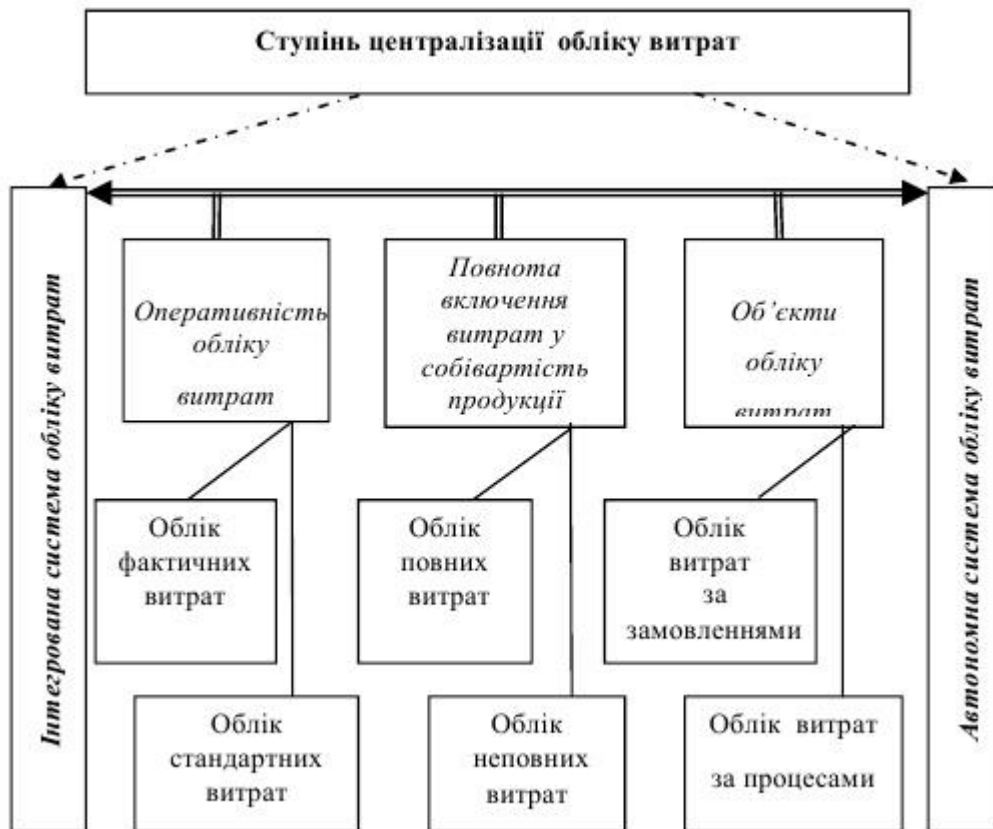 Ступінь централізації обліку витрат
Інтегрована система обліку витрат
Оперативність
обліку
витрат
Повнота
включення
витрат у
собівартість
продукції
Об’єкти
обліку
витрат
Автономна система обліку витрат
Облік
фактичних
витрат
Облік
повних
витрат
Облік
витрат
за
замовленнями
Облік
стандартних
витрат
Облік
неповних
витрат
Облік витрат
за процесами